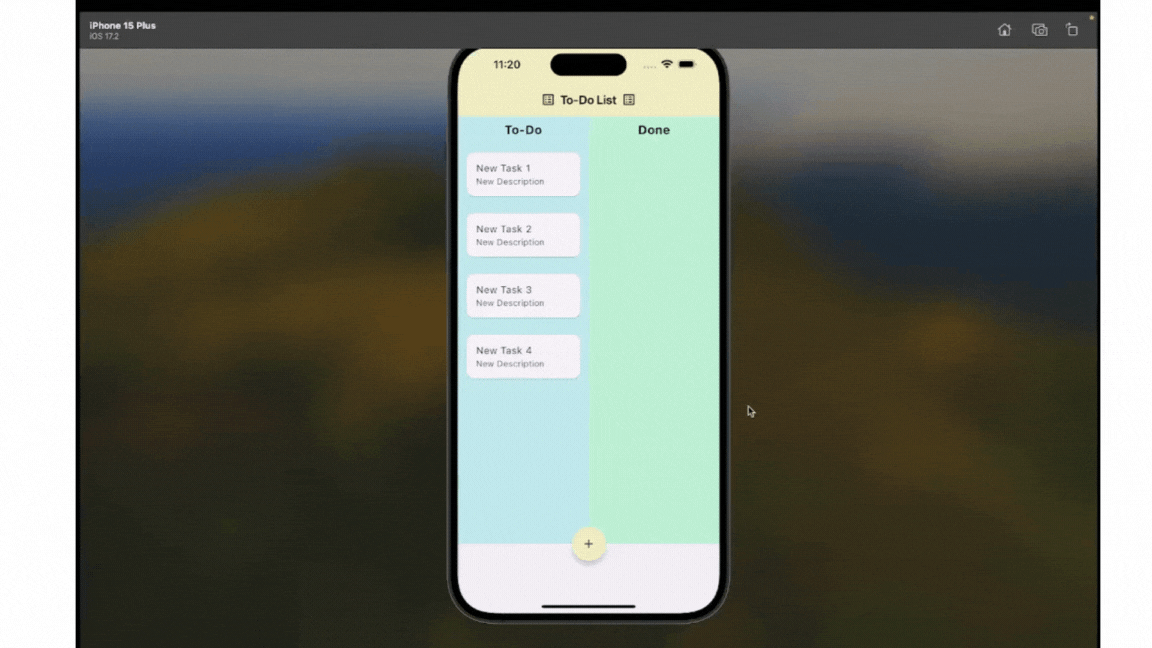 iPhone 15 Plus
iOS 17.2
11:20
To-Do List
To-Do
Done
New Task 1
New Description
New Task 2
New Description
New Task 3
New Description
New Task 4
New Description
+